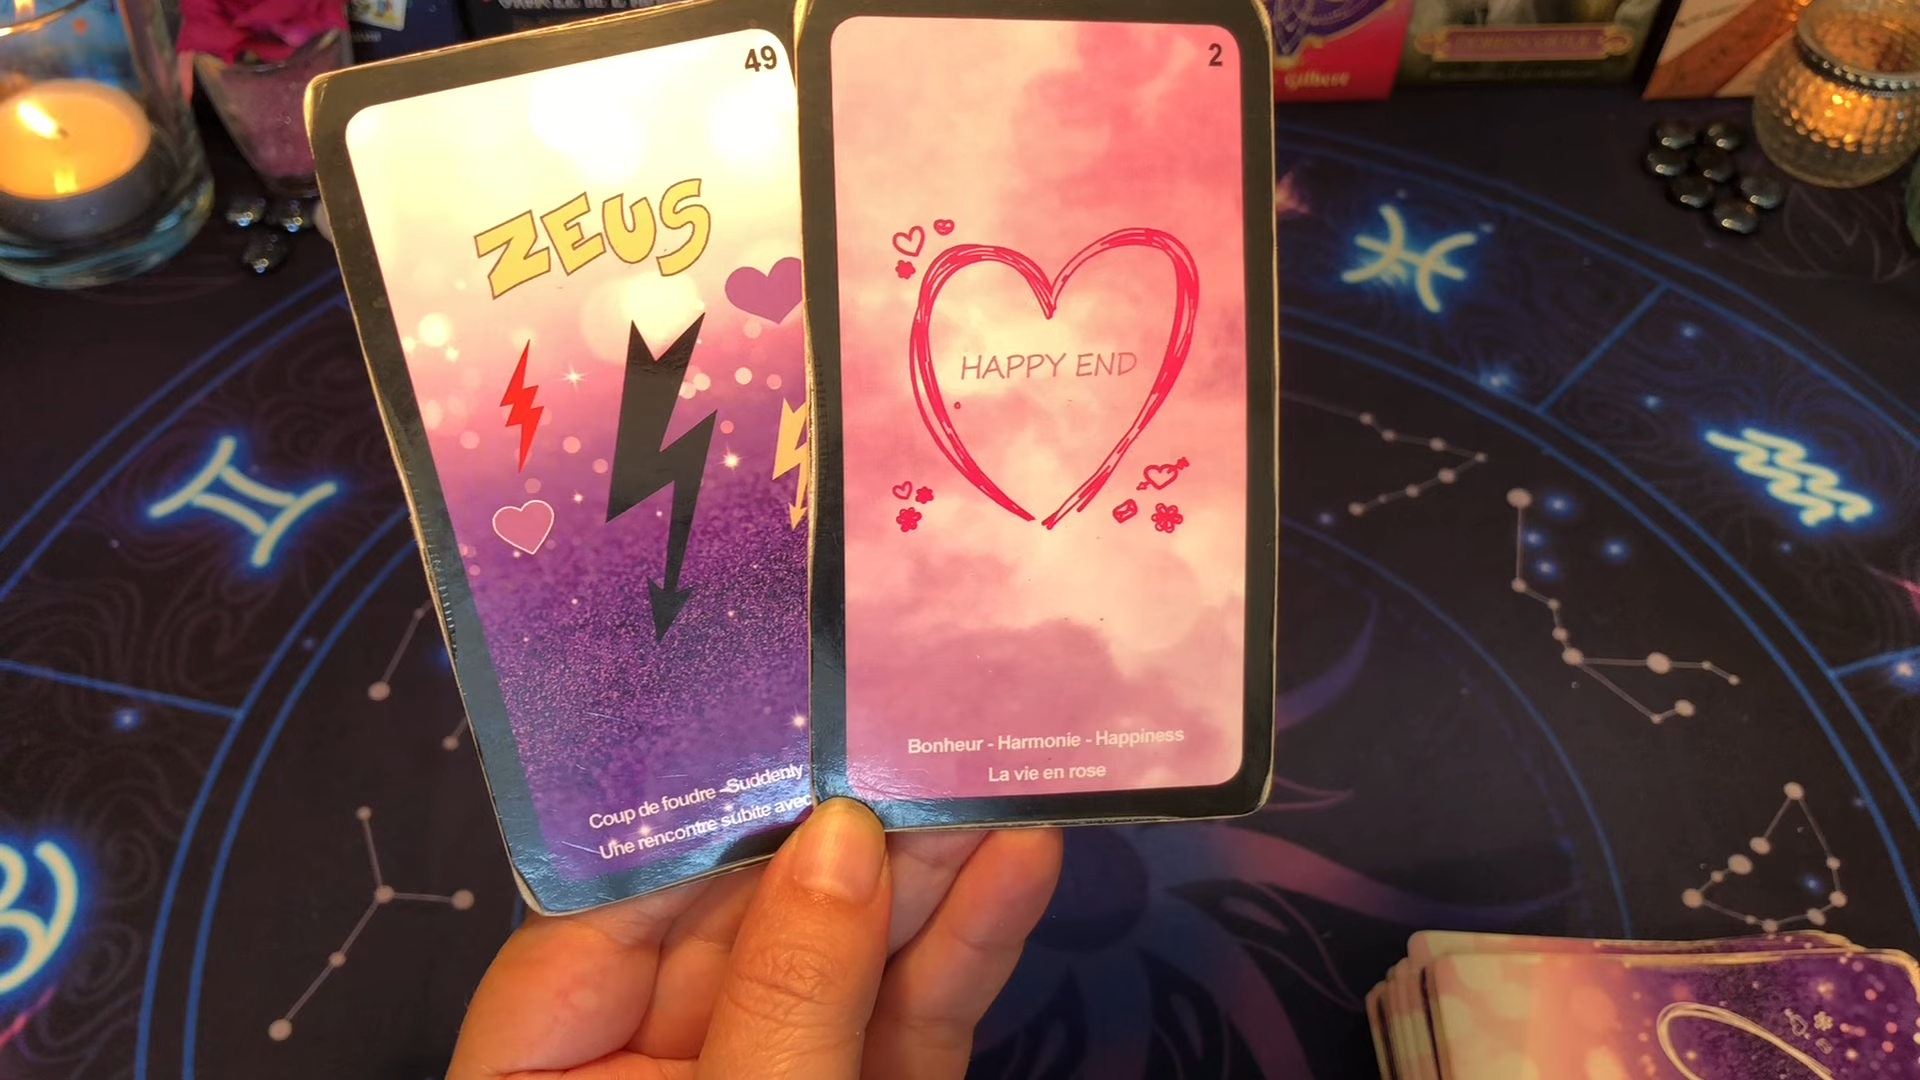 49
ZEUS
Coup de foudre - Suddenly
Une rencontre subite avec
2
HAPPY END
Bonheur - Harmonie - Happiness
La vie en rose
Gilbert